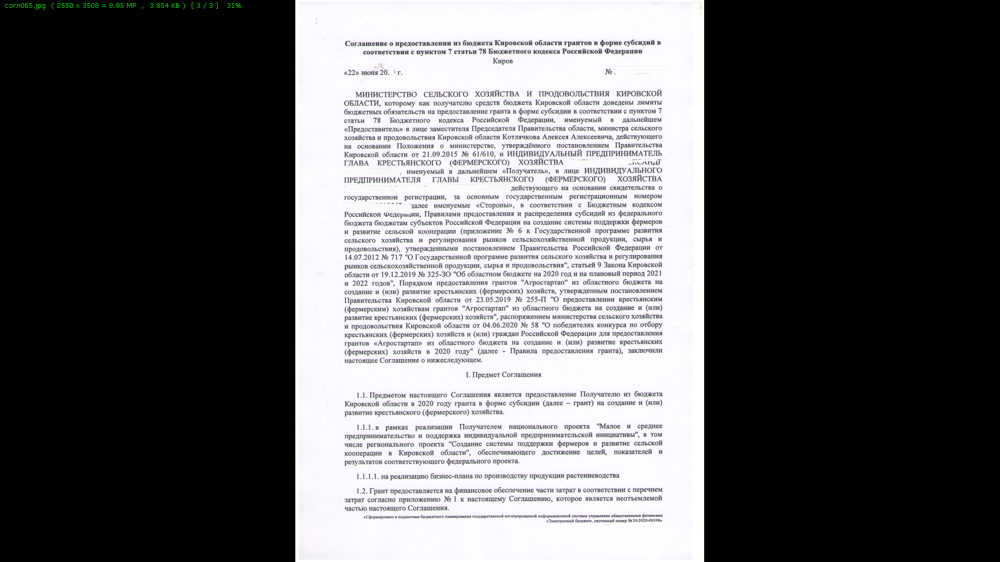 согл065.jpg ( 2550 x 3508 = 8.95 MP , 3 854 KB ) [ 3 / 3 ] 31%
Соглашение о предоставлении из бюджета Кировской области грантов в форме субсидий в
соответствии с пунктом 7 статьи 78 Бюджетного кодекса Российской Федерации
Киров
«22» июня 20. г. №
МИНИСТЕРСТВО СЕЛЬСКОГО ХОЗЯЙСТВА И ПРОДОВОЛЬСТВИЯ КИРОВСКОЙ
ОБЛАСТИ, которому как получателю средств бюджета Кировской области доведены лимиты
бюджетных обязательств на предоставление гранта в форме субсидии в соответствии с пунктом 7
статьи 78 Бюджетного кодекса Российской Федерации, именуемый в дальнейшем
«Предоставитель» в лице заместителя Председателя Правительства области, министра сельского
хозяйства и продовольствия Кировской области Котлячкова Алексея Алексеевича, действующего
на основании Положения о министерстве, утверждённого постановлением Правительства
Кировской области от 21.09.2015 № 61/610, и ИНДИВИДУАЛЬНЫЙ ПРЕДПРИНИМАТЕЛЬ
ГЛАВА КРЕСТЬЯНСКОГО (ФЕРМЕРСКОГО) ХОЗЯЙСТВА
, именуемый в дальнейшем «Получатель», в лице ИНДИВИДУАЛЬНОГО
ПРЕДПРИНИМАТЕЛЯ ГЛАВЫ КРЕСТЬЯНСКОГО (ФЕРМЕРСКОГО) ХОЗЯЙСТВА
действующего на основании свидетельства о
государственной регистрации, за основным государственным регистрационным номером
далее именуемые «Стороны», в соответствии с Бюджетным кодексом
Российской Федерации, Правилами предоставления и распределения субсидий из федерального
бюджета бюджетам субъектов Российской Федерации на создание системы поддержки фермеров
и развитие сельской кооперации (приложение № 6 к Государственной программе развития
сельского хозяйства и регулирования рынков сельскохозяйственной продукции, сырья и
продовольствия), утвержденными постановлением Правительства Российской Федерации от
14.07.2012 № 717 "О Государственной программе развития сельского хозяйства и регулирования
рынков сельскохозяйственной продукции, сырья и продовольствия", статьей 9 Закона Кировской
области от 19.12.2019 № 325-ЗО "Об областном бюджете на 2020 год и на плановый период 2021
и 2022 годов", Порядком предоставления грантов "Агростартап" из областного бюджета на
создание и (или) развитие крестьянских (фермерских) хозяйств, утвержденным постановлением
Правительства Кировской области от 23.05.2019 № 255-П "О предоставлении крестьянским
(фермерским) хозяйствам грантов "Агростартап" из областного бюджета на создание и (или)
развитие крестьянских (фермерских) хозяйств", распоряжением министерства сельского хозяйства
и продовольствия Кировской области от 04.06.2020 № 58 "О победителях конкурса по отбору
крестьянских (фермерских) хозяйств и (или) граждан Российской Федерации для предоставления
грантов «Агростартап» из областного бюджета на создание и (или) развитие крестьянских
(фермерских) хозяйств в 2020 году" (далее - Правила предоставления гранта), заключили
настоящее Соглашение о нижеследующем.
I. Предмет Соглашения
1.1. Предметом настоящего Соглашения является предоставление Получателю из бюджета
Кировской области в 2020 году гранта в форме субсидии (далее – грант) на создание и (или)
развитие крестьянского (фермерского) хозяйства.
1.1.1. в рамках реализации Получателем национального проекта "Малое и среднее
предпринимательство и поддержка индивидуальной предпринимательской инициативы", в том
числе регионального проекта "Создание системы поддержки фермеров и развитие сельской
кооперации в Кировской области", обеспечивающего достижение целей, показателей и
результатов соответствующего федерального проекта.
1.1.1.1. на реализацию бизнес-плана по производству продукции растениеводства
1.2. Грант предоставляется на финансовое обеспечение части затрат в соответствии с перечнем
затрат согласно приложению № 1 к настоящему Соглашению, которое является неотъемлемой
частью настоящего Соглашения.
«Сформировано в подсистеме бюджетного планирования государственной интегрированной информационной системы управления общественными финансами
«Электронный бюджет», системный номер № 30-2020-00398»